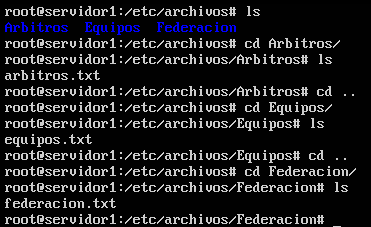 root@servidor1:/etc/archivos# ls
Arbitros  Equipos  Federacion
root@servidor1:/etc/archivos# cd Arbitros/
root@servidor1:/etc/archivos/Arbitros# ls
arbitros.txt
root@servidor1:/etc/archivos/Arbitros# cd ..
root@servidor1:/etc/archivos# cd Equipos/
root@servidor1:/etc/archivos/Equipos# ls
equipos.txt
root@servidor1:/etc/archivos/Equipos# cd ..
root@servidor1:/etc/archivos# cd Federacion/
root@servidor1:/etc/archivos/Federacion# ls
federacion.txt
root@servidor1:/etc/archivos/Federacion#